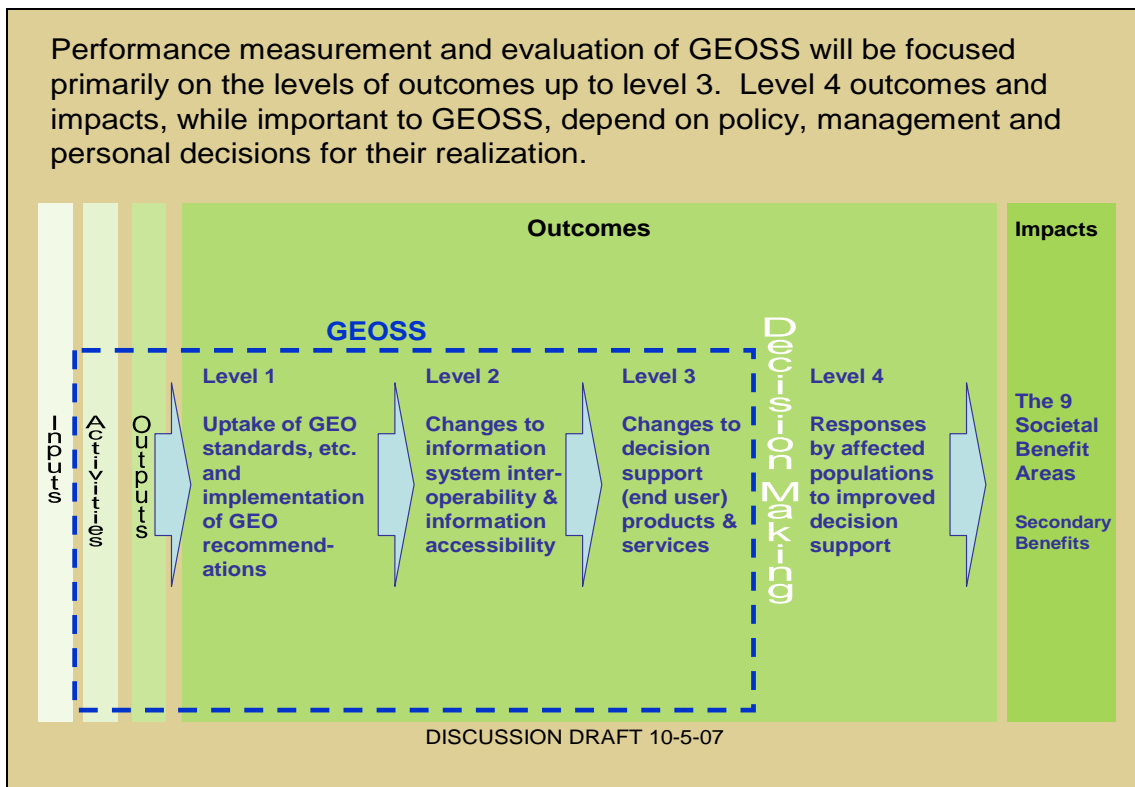 Performance measurement and evaluation of GEOSS will be focused
primarily on the levels of outcomes up to level 3.  Level 4 outcomes and
impacts, while important to GEOSS, depend on policy, management and
personal decisions for their realization.
Inputs
Activities
Outputs
Outcomes
GEOSS
Level 1
Uptake of GEO
standards, etc.
and
implementation
of GEO
recommend-
ations
Level 2
Changes to
information
system inter-
operability &
information
accessibility
Level 3
Changes to
decision
support
(end user)
products &
services
Decision Making
Level 4
Responses
by affected
populations
to improved
decision
support
Impacts
The 9
Societal
Benefit
Areas
Secondary
Benefits
DISCUSSION DRAFT 10-5-07